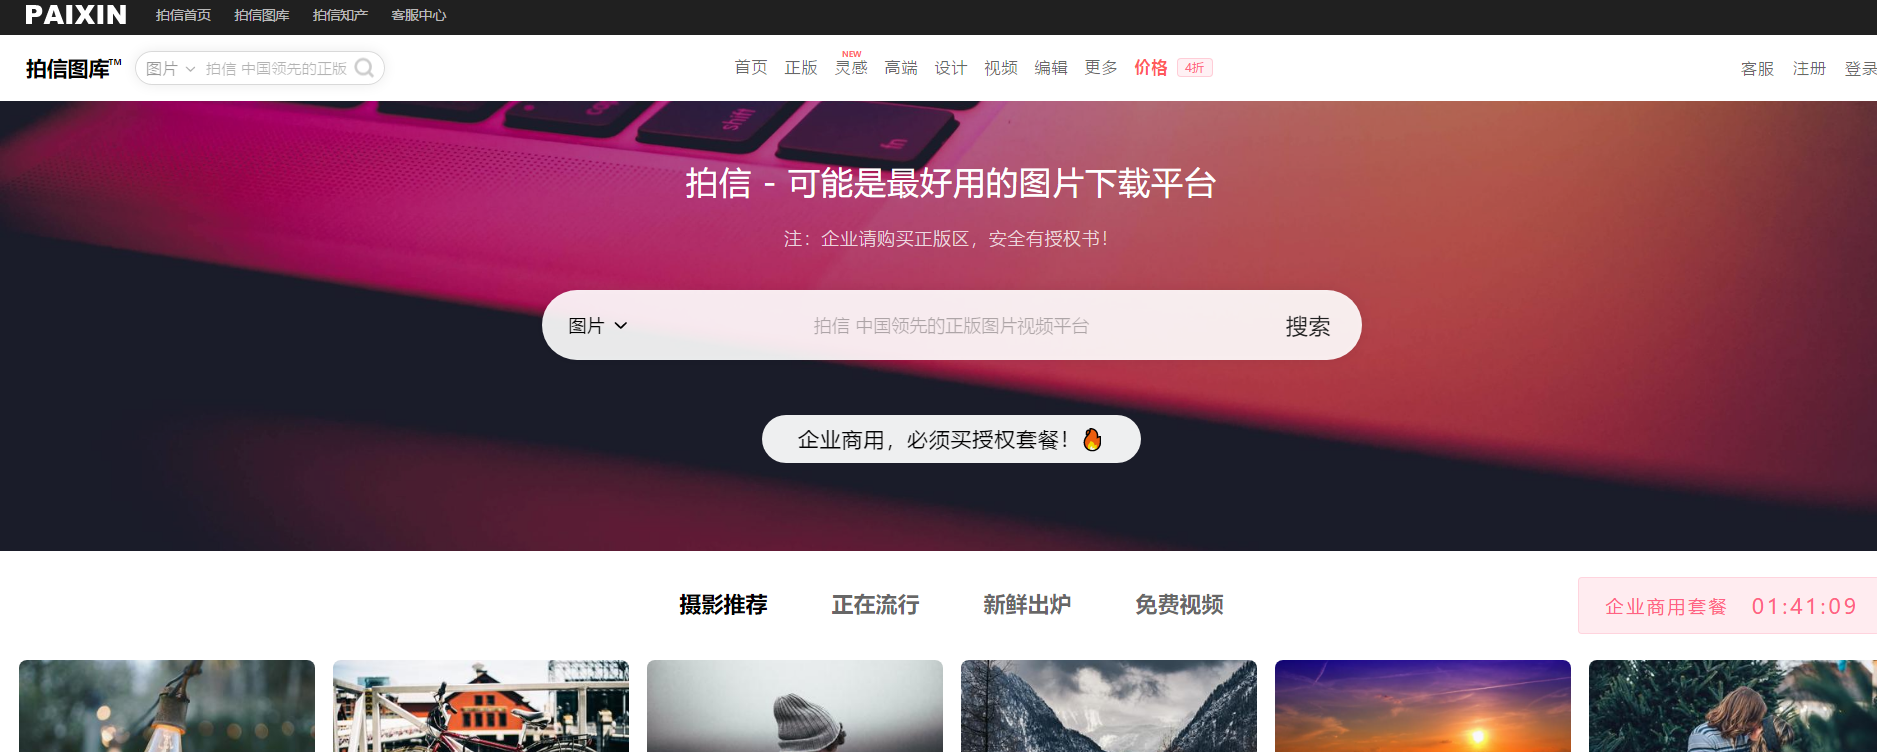 PAIXIN 拍信首页 拍信图库 拍信知产 客服中心
拍信图库™ 图片 拍信 中国领先的正版 首页 正版 灵感 NEW 高端 设计 视频 编辑 更多 价格 4折 客服 注册 登录
shift
fn
拍信 - 可能是最好用的图片下载平台
注：企业请购买正版区，安全有授权书！
图片 拍信 中国领先的正版图片视频平台 搜索
企业商用，必须买授权套餐！🔥
摄影推荐 正在流行 新鲜出炉 免费视频
企业商用套餐 01:41:09